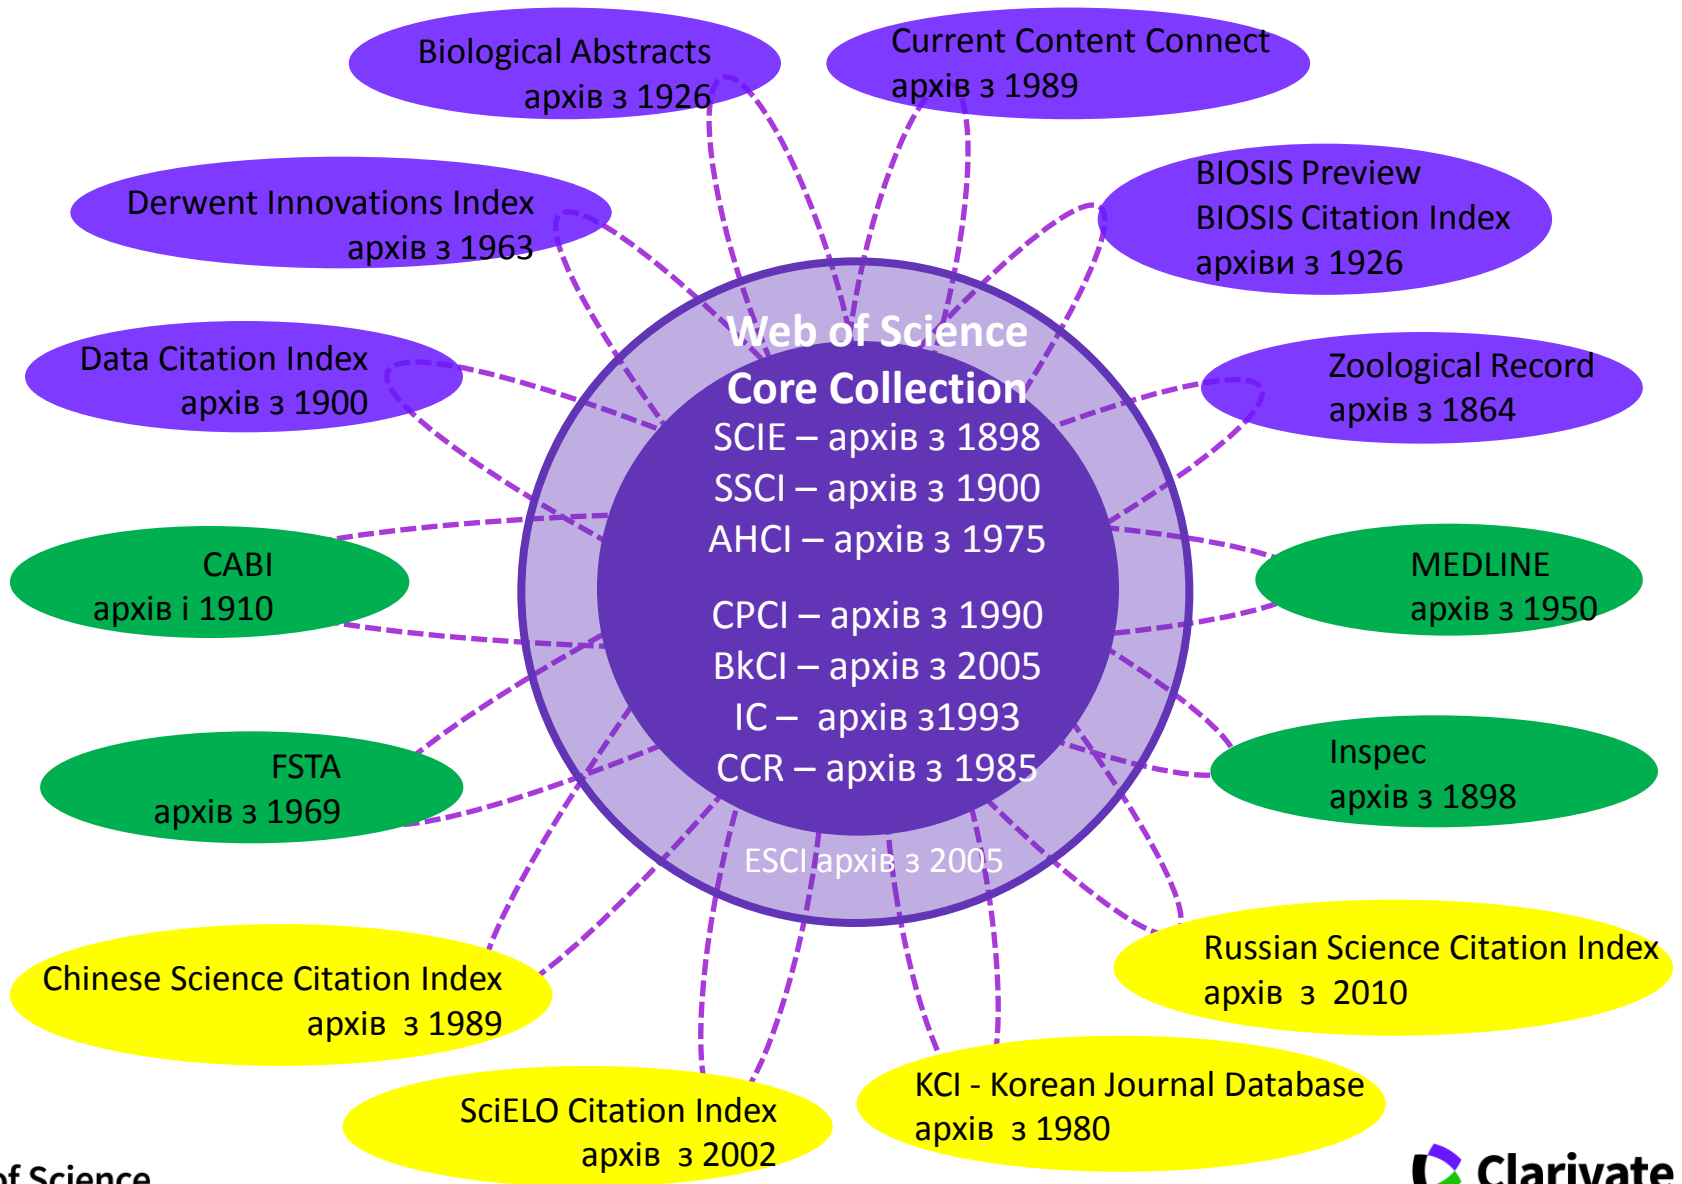 Biological Abstracts
архів з 1926
Current Content Connect
архів з 1989
Derwent Innovations Index
архів з 1963
BIOSIS Preview
BIOSIS Citation Index
архіви з 1926
Data Citation Index
архів з 1900
Zoological Record
архів з 1864
Web of Science
Core Collection
SCIE – архів з 1898
SSCI – архів з 1900
AHCI – архів з 1975
CPCI – архів з 1990
BkCI – архів з 2005
IC – архів з1993
CCR – архів з 1985
ESCI архів з 2005
CABI
архів і 1910
MEDLINE
архів з 1950
FSTA
архів з 1969
Inspec
архів з 1898
Chinese Science Citation Index
архів з 1989
Russian Science Citation Index
архів з 2010
SciELO Citation Index
архів з 2002
KCI - Korean Journal Database
архів з 1980
of Science
Clarivate